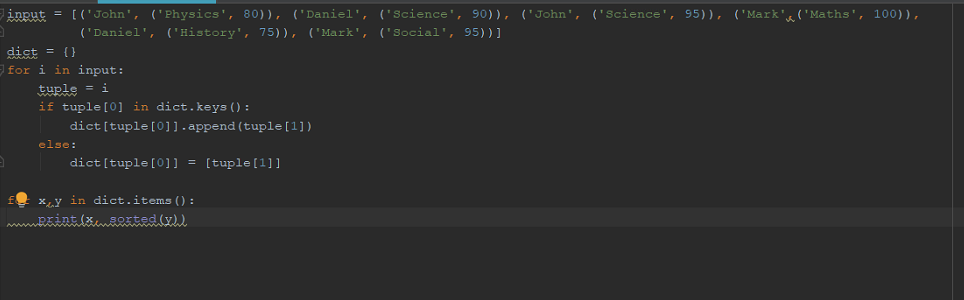 input = [('John', ('Physics', 80)), ('Daniel', ('Science', 90)), ('John', ('Science', 95)), ('Mark',('Maths', 100)),
('Daniel', ('History', 75)), ('Mark', ('Social', 95))]
dict = {}
for i in input:
    tuple = i
    if tuple[0] in dict.keys():
        dict[tuple[0]].append(tuple[1])
    else:
        dict[tuple[0]] = [tuple[1]]
for x,y in dict.items():
    print(x, sorted(y))